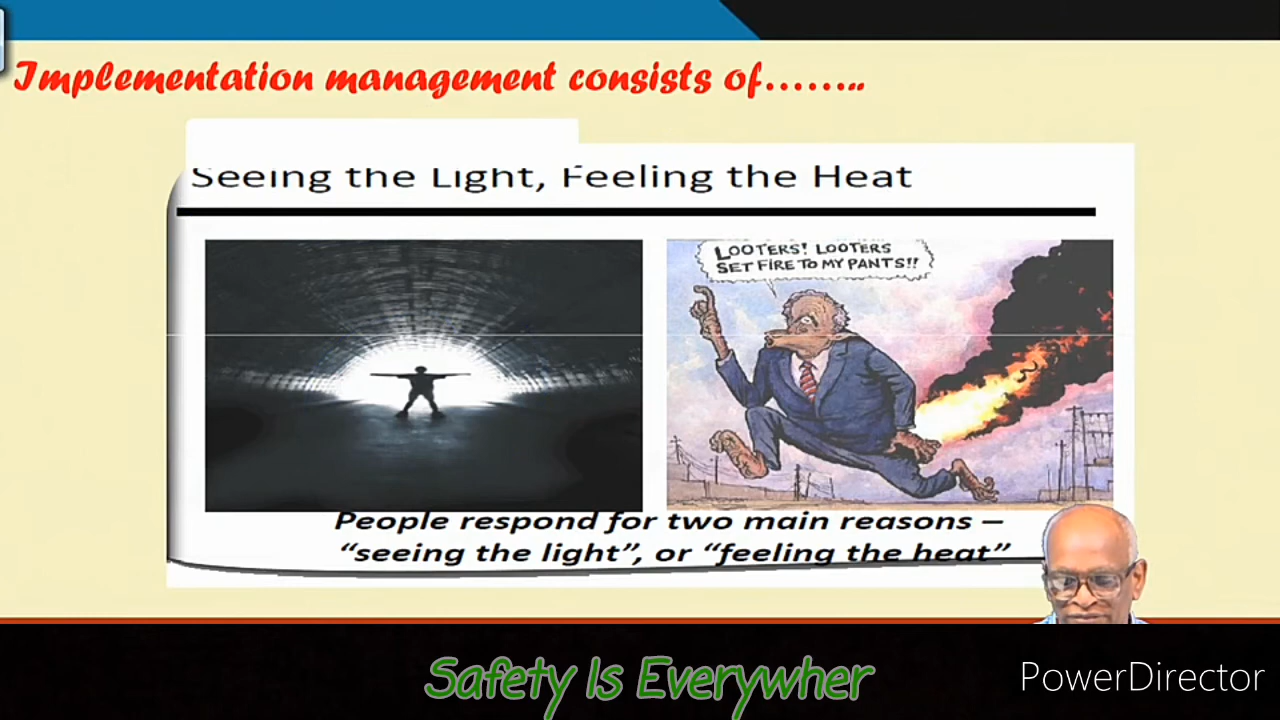 Implementation management consists of........
Seeing the Light, Feeling the Heat
LOOTERS! LOOTERS
SET FIRE TO MY PANTS!!
People respond for two main reasons –
“seeing the light”, or “feeling the heat”
Safety Is Everywher
PowerDirector